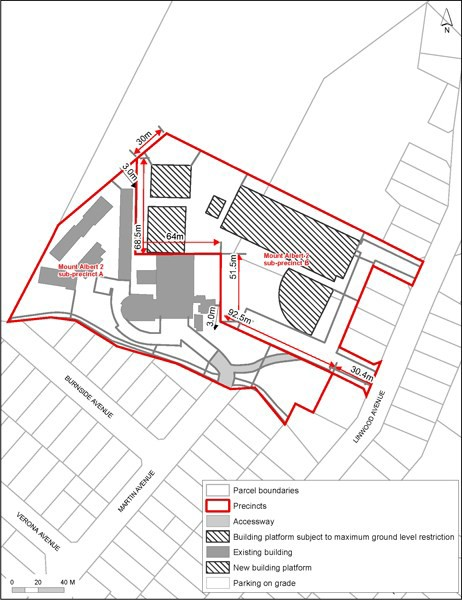 N
30m
3.0m
68.5m
64m
Mount Albert 2
sub-precinct A
Mount Albert 2
sub-precinct B
51.5m
3.0m
92.5m
30.4m
BURNSIDE AVENUE
LINWOOD AVENUE
MARTIN AVENUE
VERONA AVENUE
Parcel boundaries
Precincts
Accessway
Building platform subject to maximum ground level restriction
Existing building
New building platform
Parking on grade
0 20 40 M